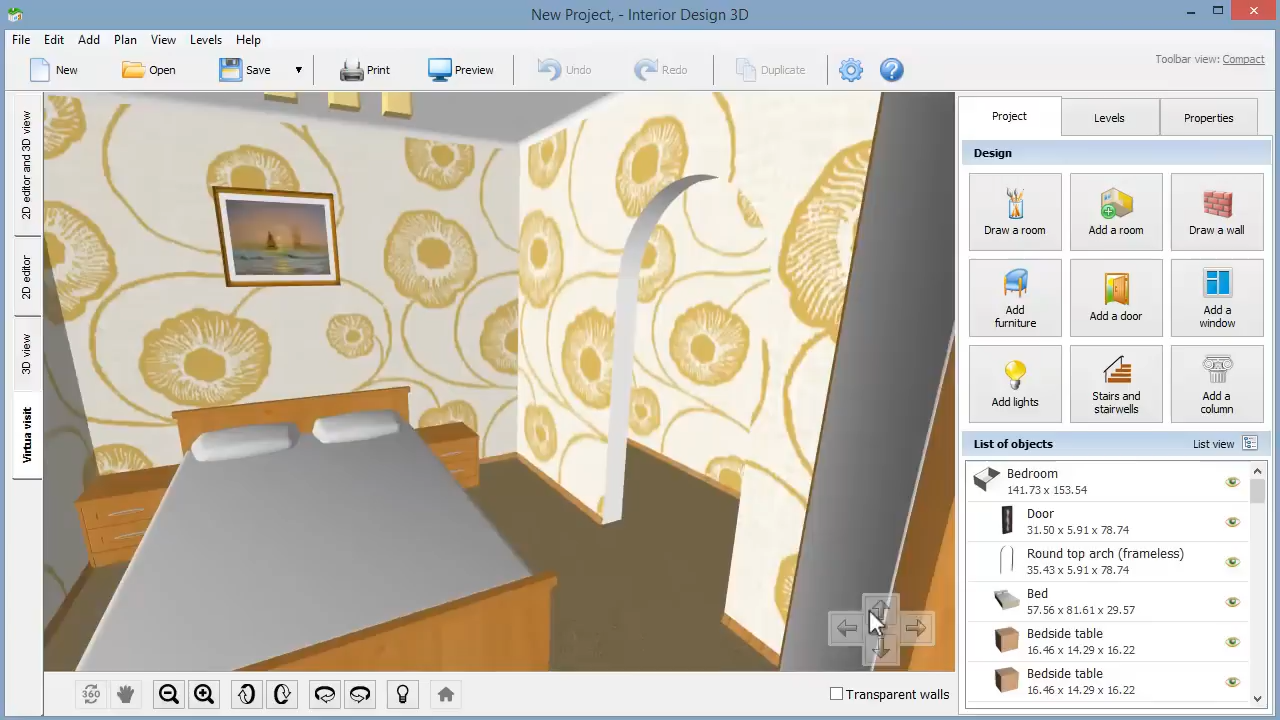 New Project, - Interior Design 3D
File Edit Add Plan View Levels Help
New Open Save Print Preview Undo Redo Duplicate
Toolbar view: Compact
2D editor and 3D view
2D Editor
3D view
Virtua visit
Project Levels Properties
Design
Draw a room
Add a room
Draw a wall
Add
furniture
Add a door
Add a
window
Add lights
Stairs and
stairwells
Add a
column
List of objects List view
Bedroom
141.73 x 153.54
Door
31.50 x 5.91 x 78.74
Round top arch (frameless)
35.43 x 5.91 x 78.74
Bed
57.56 x 81.61 x 29.57
Bedside table
16.46 x 14.29 x 16.22
Bedside table
16.46 x 14.29 x 16.22
360
Transparent walls